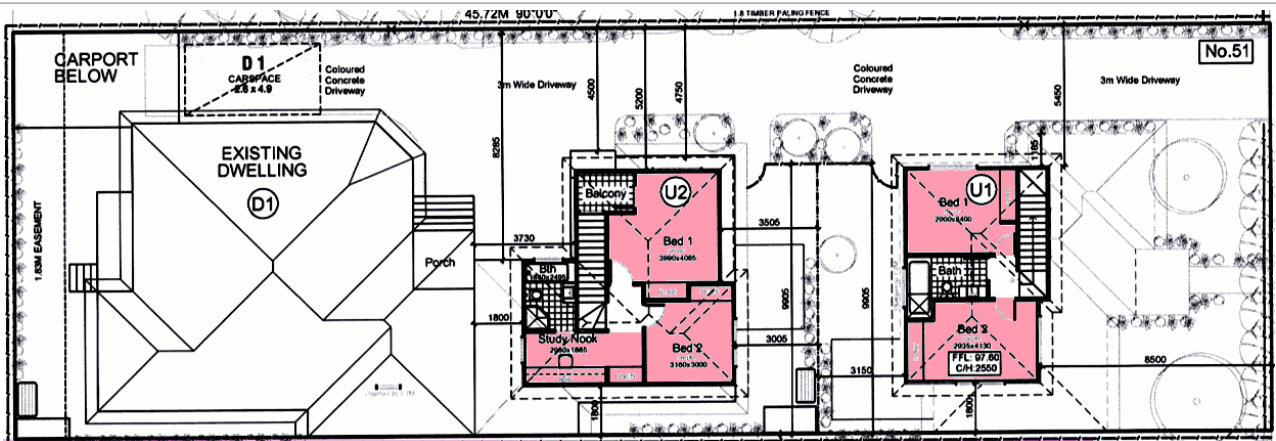 45.72M 90°0'0"
1.8 TIMBER PALING FENCE
No.51
CARPORT
BELOW
D1
CARSPACE
2.6 x 4.9
Coloured
Concrete
Driveway
3m Wide Driveway
4500
5200
4750
Coloured
Concrete
Driveway
5450
3m Wide Driveway
8285
1185
EXISTING
DWELLING
D1
1.83M EASEMENT
Porch
3730
1800
Balcony
U2
Bed 1
3990x4085
Bth
Study Nook
2980x1885
Bed 2
3160x3000
1800
3505
3005
9905
9905
3150
U1
Bed 1
2900x3400
Bath
Bed 2
2935x4130
FFL: 97.60
C/H:2550
1800
8500